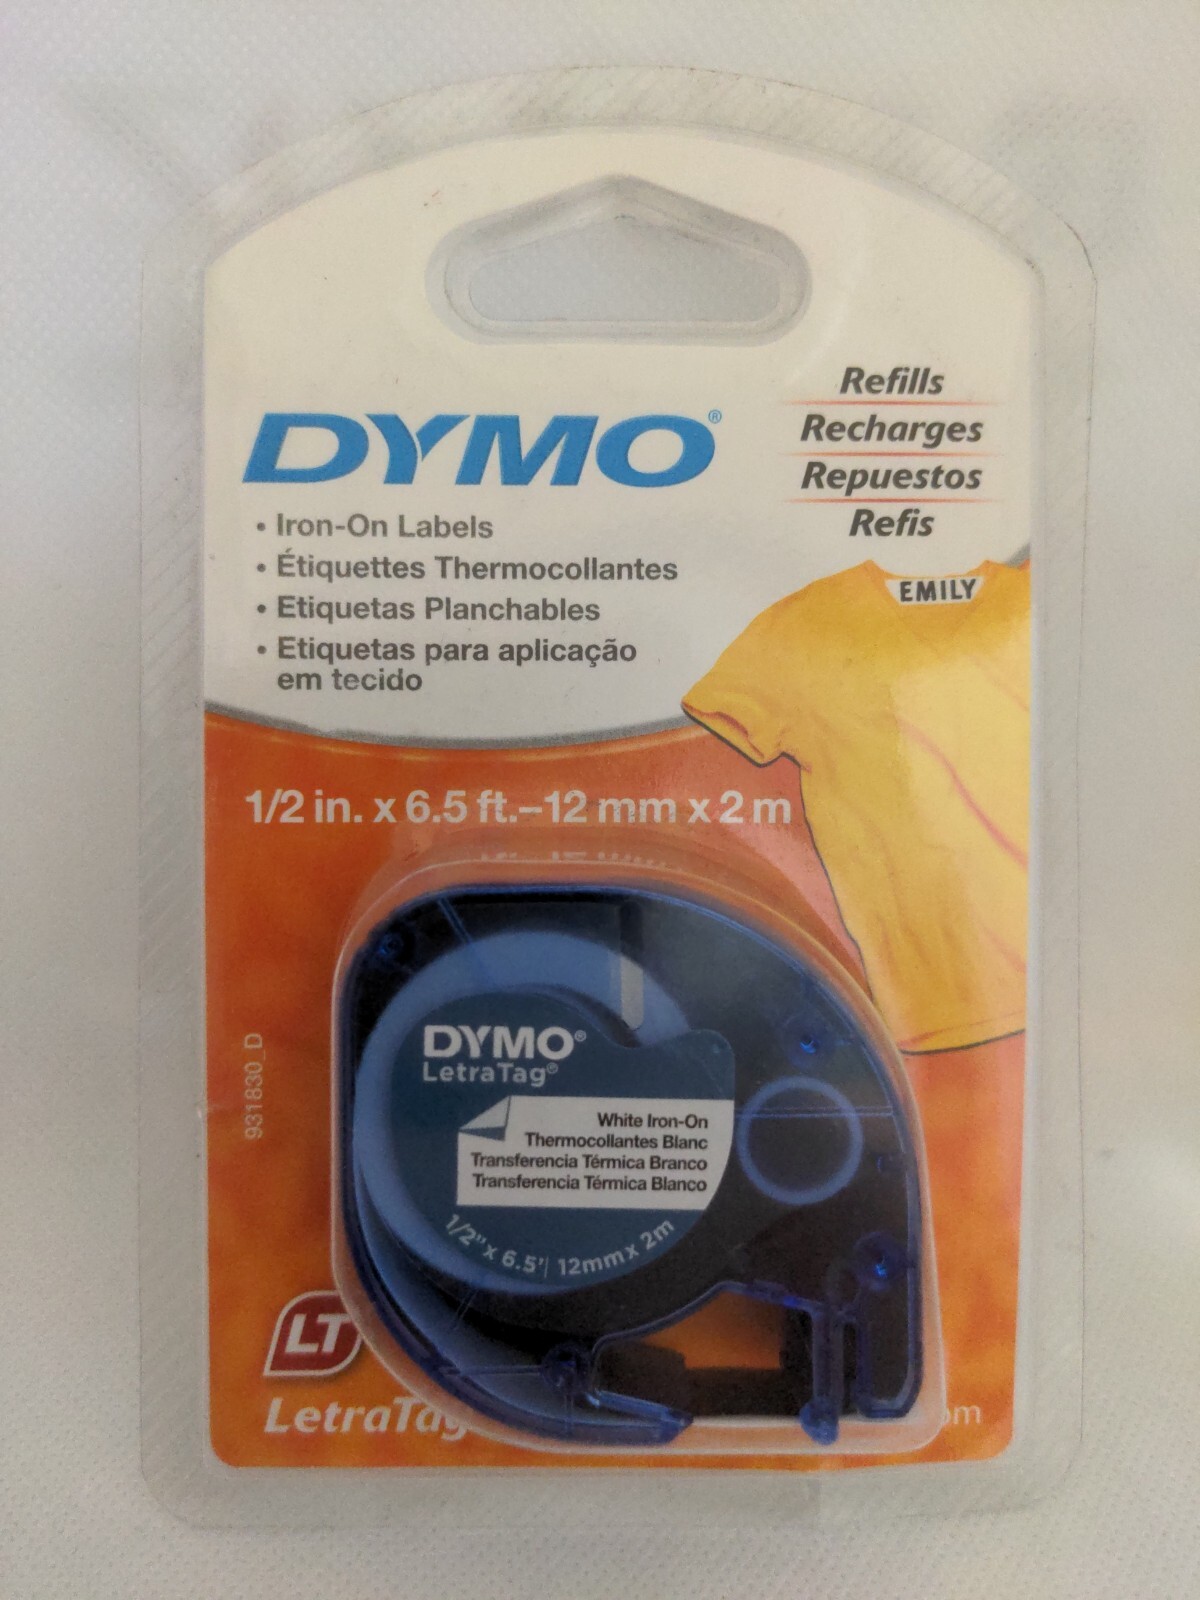 DYMO®
Refills
Recharges
Repuestos
Refis
• Iron-On Labels
• Étiquettes Thermocollantes
• Etiquetas Planchables
• Etiquetas para aplicação
em tecido
EMILY
1/2 in. x 6.5 ft.–12 mm x 2 m
DYMO®
LetraTag®
White Iron-On
Thermocollantes Blanc
Transferencia Térmica Branco
Transferencia Térmica Blanco
1/2" x 6.5' | 12mm x 2m
931830_D
LT
LetraTag